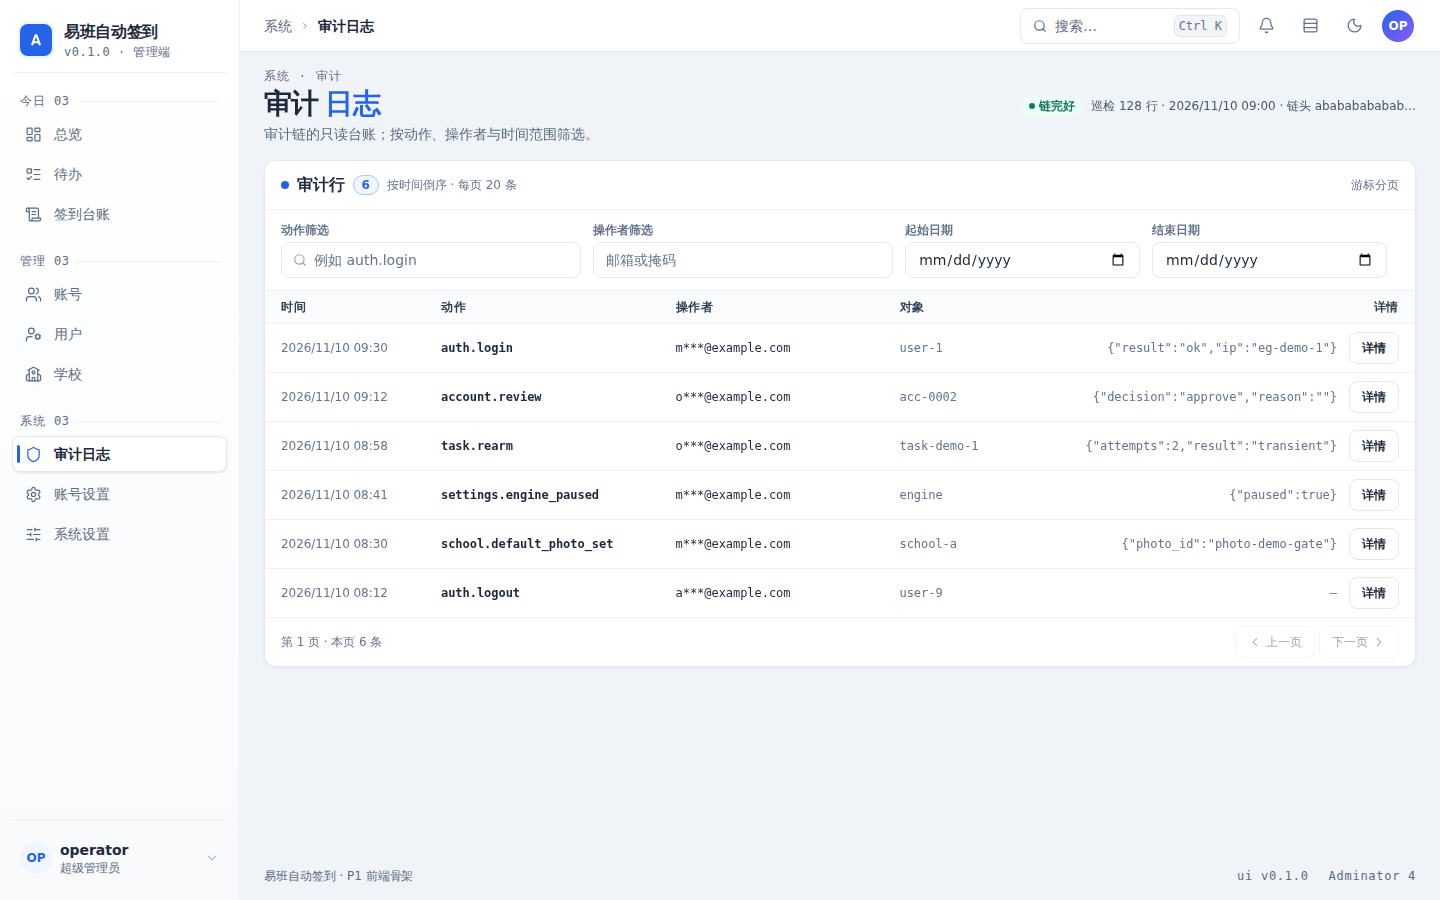 A
易班自动签到
v0.1.0 · 管理端
今日 03
总览
待办
签到台账
管理 03
账号
用户
学校
系统 03
审计日志
账号设置
系统设置
OP
operator
超级管理员
系统 › 审计日志
搜索… Ctrl K
OP
系统 · 审计
审计 日志
审计链的只读台账；按动作、操作者与时间范围筛选。
链完好 巡检 128 行 · 2026/11/10 09:00 · 链头 ababababababab…
审计行 6 按时间倒序 · 每页 20 条 游标分页
动作筛选 操作者筛选 起始日期 结束日期
例如 auth.login 邮箱或掩码 mm/dd/yyyy mm/dd/yyyy
时间 动作 操作者 对象 详情
2026/11/10 09:30 auth.login m***@example.com user-1 {"result":"ok","ip":"eg-demo-1"} 详情
2026/11/10 09:12 account.review o***@example.com acc-0002 {"decision":"approve","reason":""} 详情
2026/11/10 08:58 task.rearm o***@example.com task-demo-1 {"attempts":2,"result":"transient"} 详情
2026/11/10 08:41 settings.engine_paused m***@example.com engine {"paused":true} 详情
2026/11/10 08:30 school.default_photo_set m***@example.com school-a {"photo_id":"photo-demo-gate"} 详情
2026/11/10 08:12 auth.logout a***@example.com user-9 — 详情
第 1 页 · 本页 6 条 上一页 下一页
易班自动签到 · P1 前端骨架 ui v0.1.0 Adminator 4